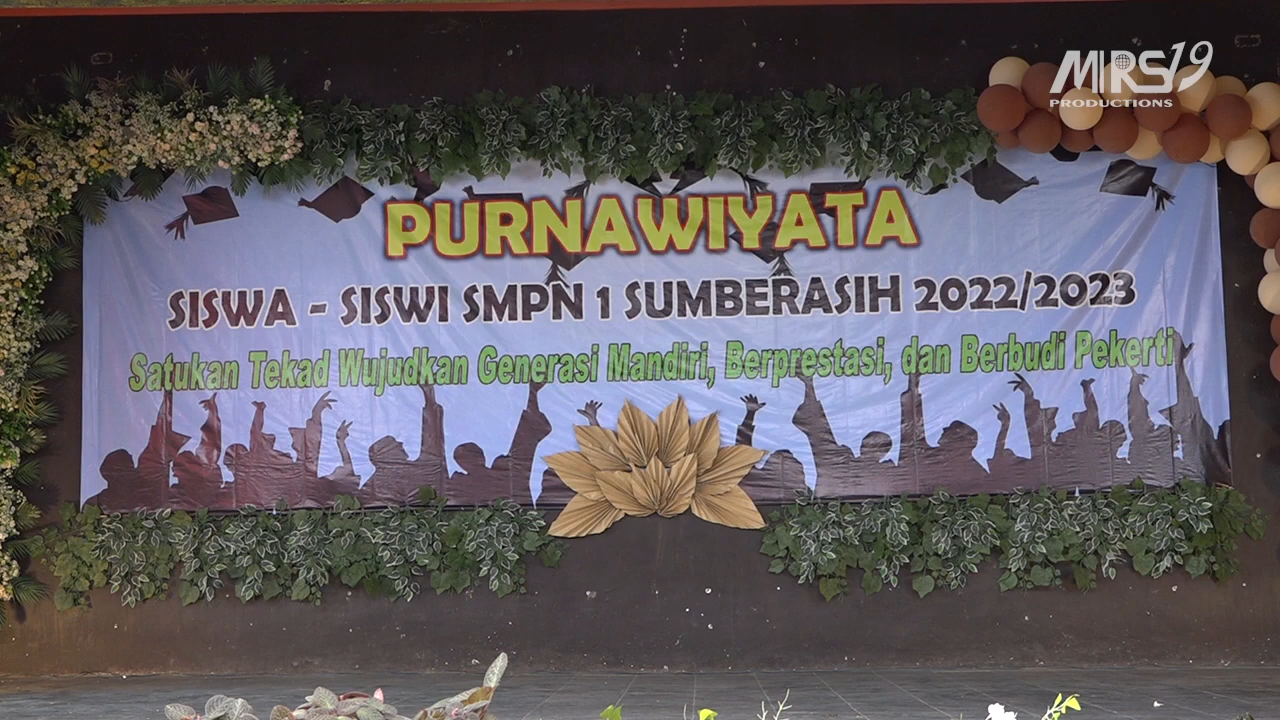 MRS19
PRODUCTIONS
PURNAWIYATA
SISWA - SISWI SMPN 1 SUMBERASIH 2022/2023
Satukan Tekad Wujudkan Generasi Mandiri, Berprestasi, dan Berbudi Pekerti